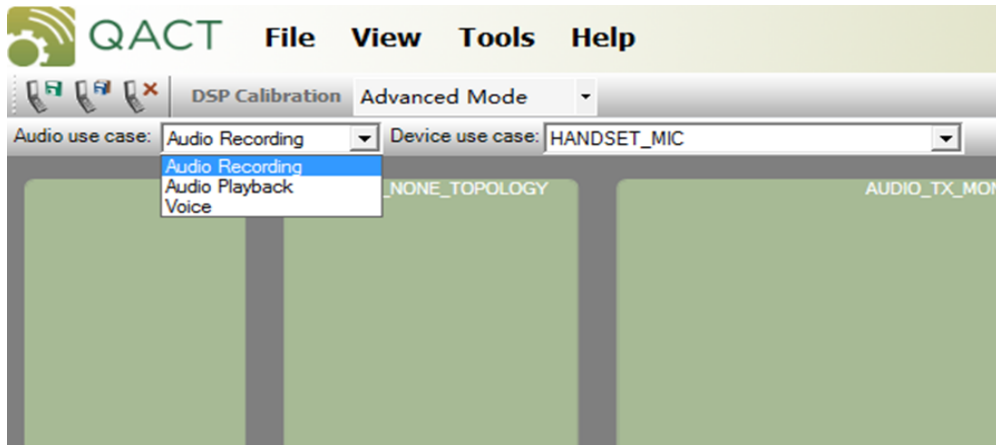 QACT File View Tools Help
DSP Calibration Advanced Mode
Audio use case: Audio Recording Device use case: HANDSET_MIC
Audio Recording
Audio Playback
Voice
_NONE_TOPOLOGY
AUDIO_TX_MON